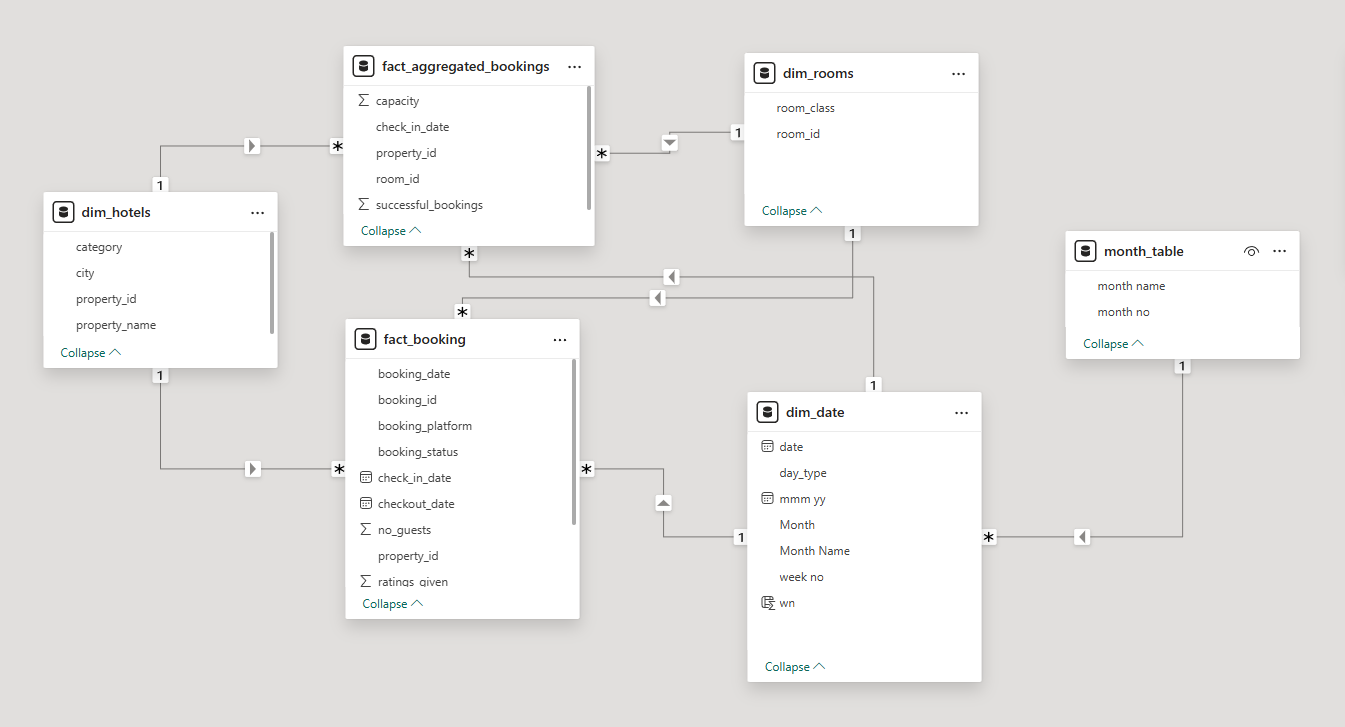 fact_aggregated_bookings
capacity
check_in_date
property_id
room_id
successful_bookings
Collapse
dim_rooms
room_class
room_id
Collapse
dim_hotels
category
city
property_id
property_name
Collapse
month_table
month name
month no
Collapse
fact_booking
booking_date
booking_id
booking_platform
booking_status
check_in_date
checkout_date
no_guests
property_id
ratings_given
Collapse
dim_date
date
day_type
mmm yy
Month
Month Name
week no
wn
Collapse
1
*
*
1
1
*
1
*
1
*
*
1
1
*